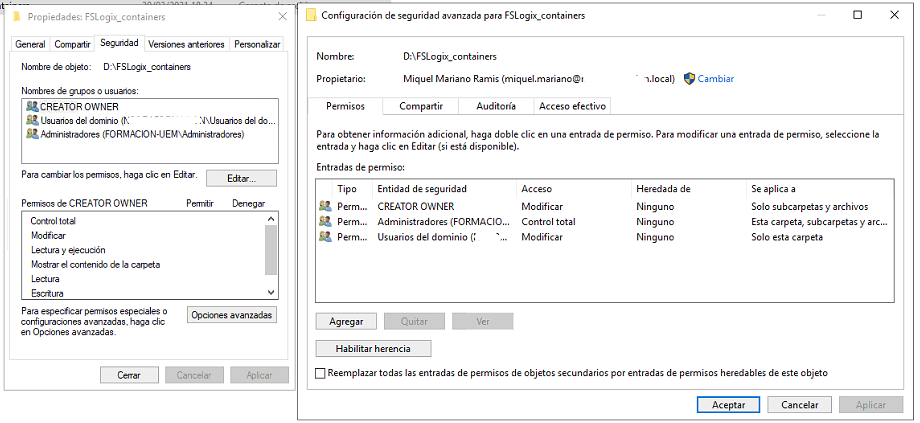 Propiedades: FSLogix_containers
General Compartir Seguridad Versiones anteriores Personalizar
Nombre de objeto: D:\FSLogix_containers
Nombres de grupos o usuarios:
CREATOR OWNER
Usuarios del dominio ( \Usuarios del do...
Administradores (FORMACION-UEM\Administradores)
Para cambiar los permisos, haga clic en Editar.
Editar...
Permisos de CREATOR OWNER Permitir Denegar
Control total
Modificar
Lectura y ejecución
Mostrar el contenido de la carpeta
Lectura
Escritura
Para especificar permisos especiales o
configuraciones avanzadas, haga clic
en Opciones avanzadas.
Opciones avanzadas
Cerrar Cancelar Aplicar
Configuración de seguridad avanzada para FSLogix_containers
Nombre: D:\FSLogix_containers
Propietario: Miquel Mariano Ramis (miquel.mariano@ .local) Cambiar
Permisos Compartir Auditoría Acceso efectivo
Para obtener información adicional, haga doble clic en una entrada de permiso. Para modificar una entrada de permiso, seleccione la
entrada y haga clic en Editar (si está disponible).
Entradas de permiso:
Tipo Entidad de seguridad Acceso Heredada de Se aplica a
Perm... CREATOR OWNER Modificar Ninguno Solo subcarpetas y archivos
Perm... Administradores (FORMACIO... Control total Ninguno Esta carpeta, subcarpetas y arc...
Perm... Usuarios del dominio ( Modificar Ninguno Solo esta carpeta
Agregar Quitar Ver
Habilitar herencia
Reemplazar todas las entradas de permisos de objetos secundarios por entradas de permisos heredables de este objeto
Aceptar Cancelar Aplicar